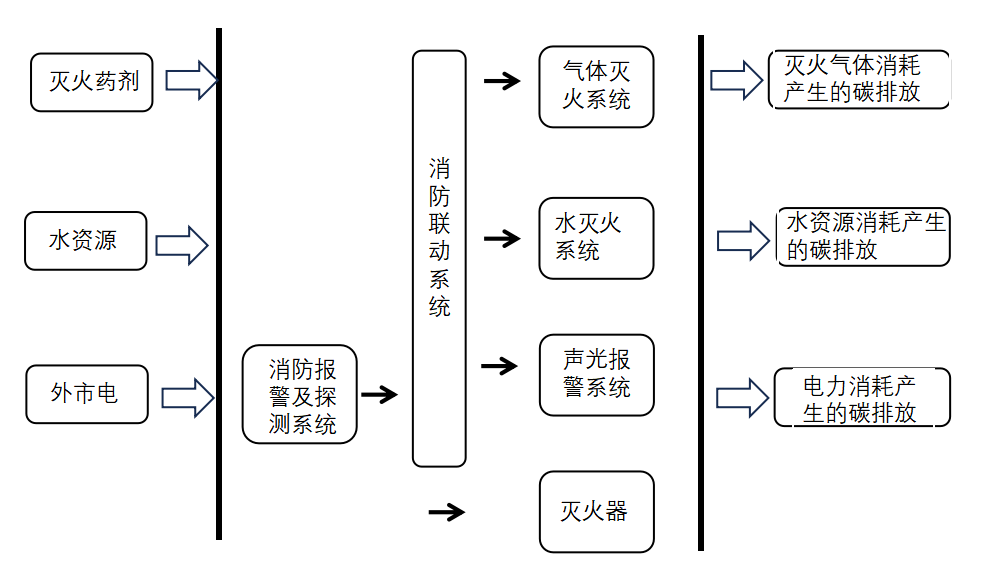 灭火药剂
水资源
外市电
消防报
警及探
测系统
消
防
联
动
系
统
气体灭
火系统
水灭火
系统
声光报
警系统
灭火器
灭火气体消耗
产生的碳排放
水资源消耗产生
的碳排放
电力消耗产
生的碳排放